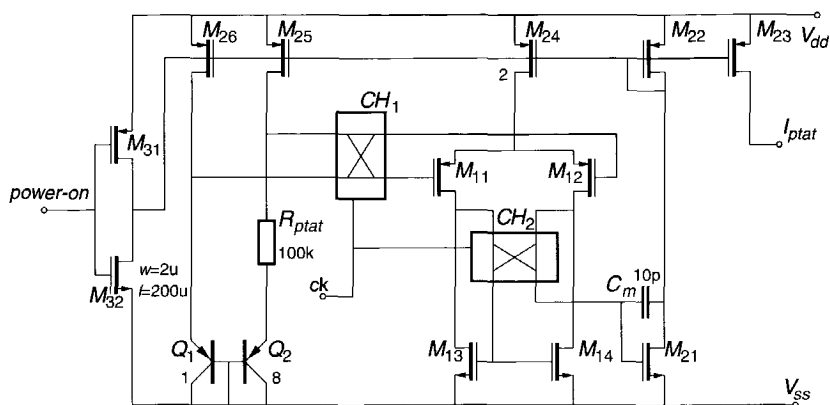 M26
M25
M24
M22
M23
Vdd
2
CH1
M31
Iptat
M11
M12
power-on
Rptat
100k
CH2
w=2u
l=200u
M32
ck
Cm
10p
Q1
Q2
M13
M14
M21
1
8
Vss